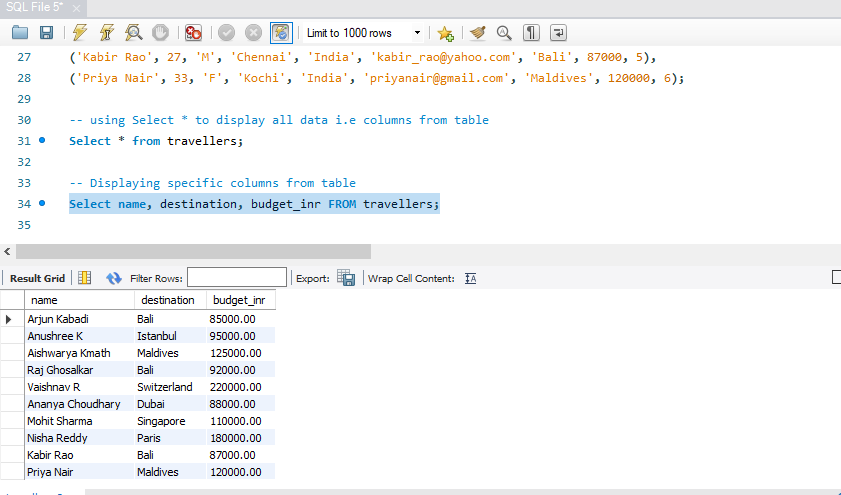 SQL File 5*
Limit to 1000 rows
27 ('Kabir Rao', 27, 'M', 'Chennai', 'India', 'kabir_rao@yahoo.com', 'Bali', 87000, 5),
28 ('Priya Nair', 33, 'F', 'Kochi', 'India', 'priyanair@gmail.com', 'Maldives', 120000, 6);
29
30 -- using Select * to display all data i.e columns from table
31 Select * from travellers;
32
33 -- Displaying specific columns from table
34 Select name, destination, budget_inr FROM travellers;
35
Result Grid Filter Rows: Export: Wrap Cell Content:
name destination budget_inr
Arjun Kabadi Bali 85000.00
Anushree K Istanbul 95000.00
Aishwarya Kmath Maldives 125000.00
Raj Ghosalkar Bali 92000.00
Vaishnav R Switzerland 220000.00
Ananya Choudhary Dubai 88000.00
Mohit Sharma Singapore 110000.00
Nisha Reddy Paris 180000.00
Kabir Rao Bali 87000.00
Priya Nair Maldives 120000.00